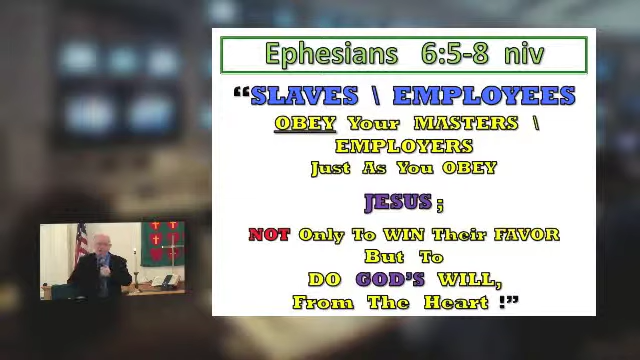 Ephesians 6:5-8 niv
“SLAVES \ EMPLOYEES
OBEY Your MASTERS \
EMPLOYERS
Just As You OBEY
JESUS ;
NOT Only To WIN Their FAVOR
But To
DO GOD'S WILL,
From The Heart !”